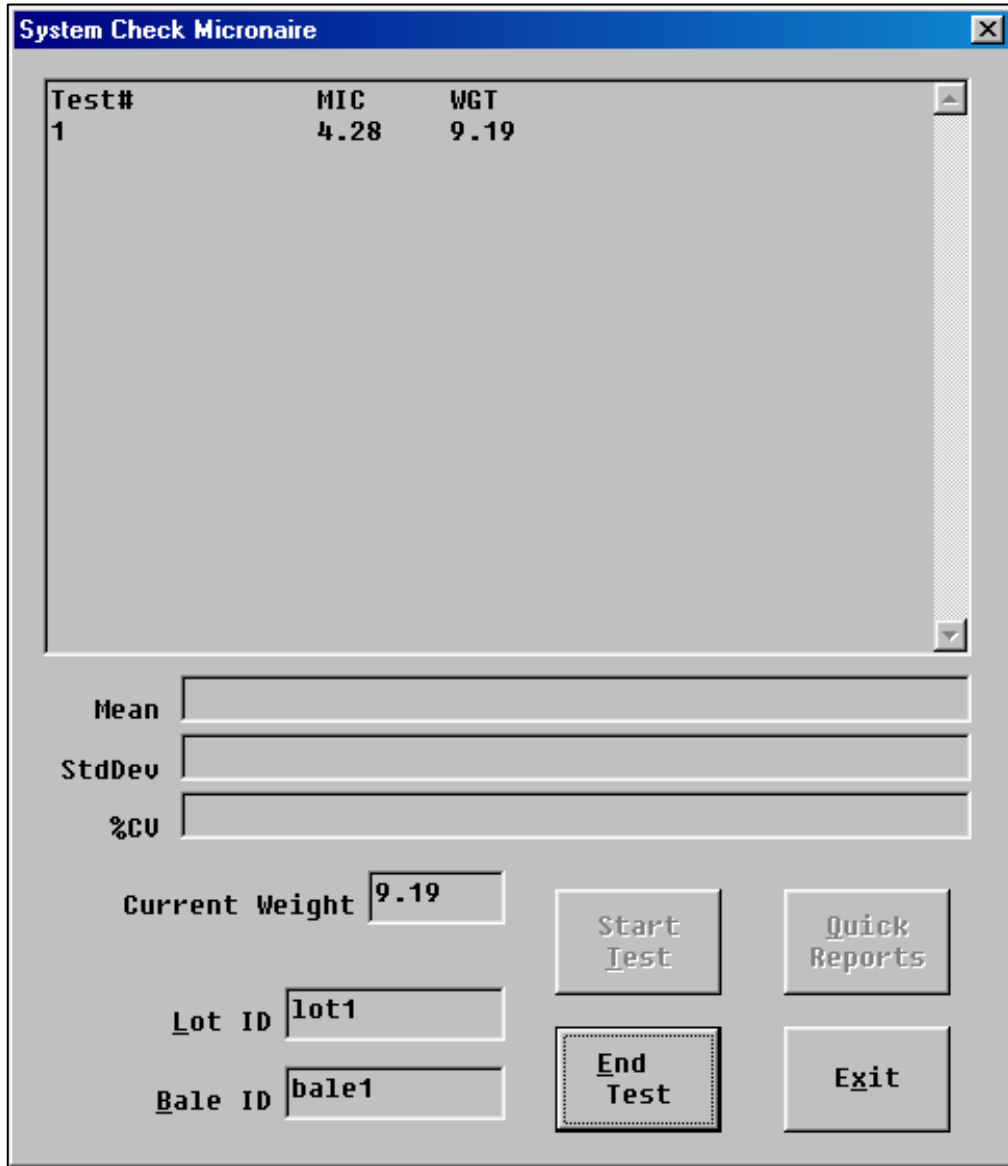 System Check Micronaire
Test# MIC WGT
1 4.28 9.19
Mean
StdDev
%CV
Current Weight 9.19
Start
Test
Quick
Reports
Lot ID lot1
Bale ID bale1
End
Test
Exit